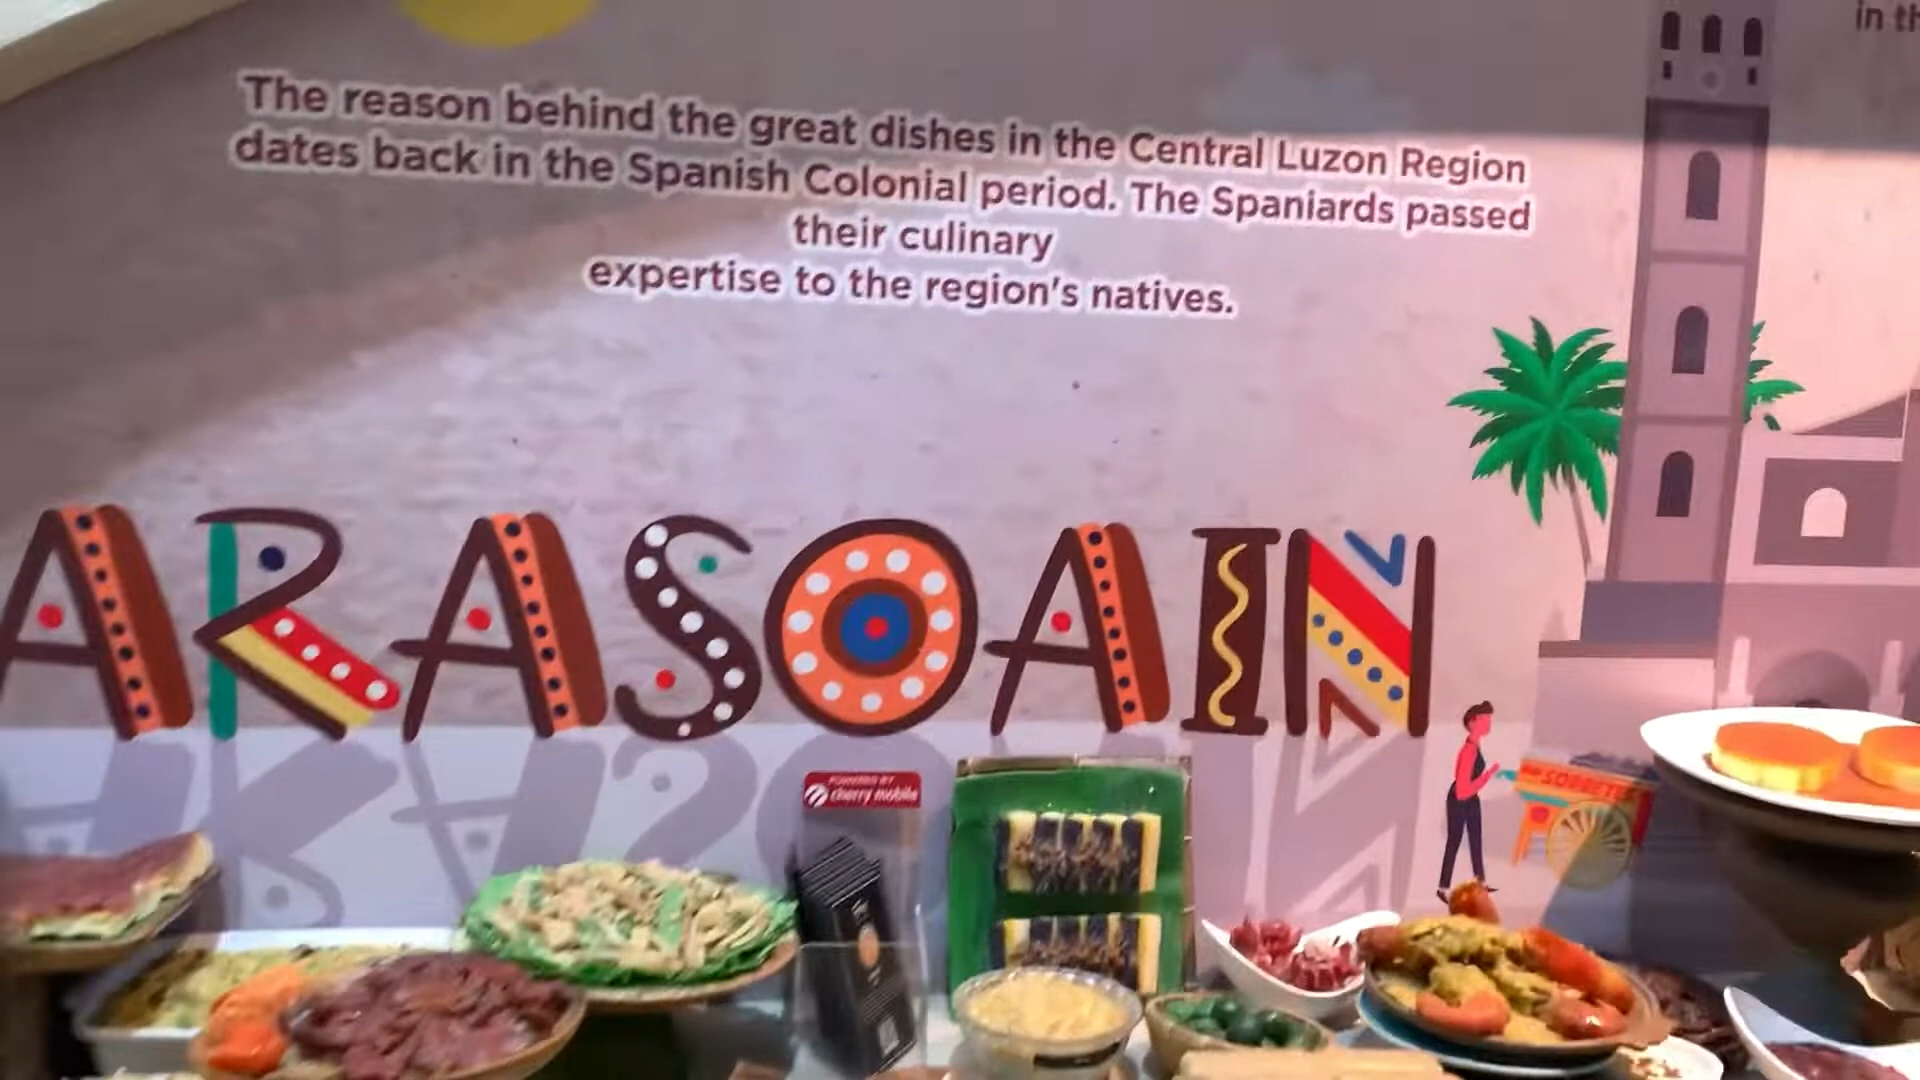 in th
The reason behind the great dishes in the Central Luzon Region
dates back in the Spanish Colonial period. The Spaniards passed
their culinary
expertise to the region's natives.
ARASOAIN
SORBETES
POWERED BY
cherry mobile